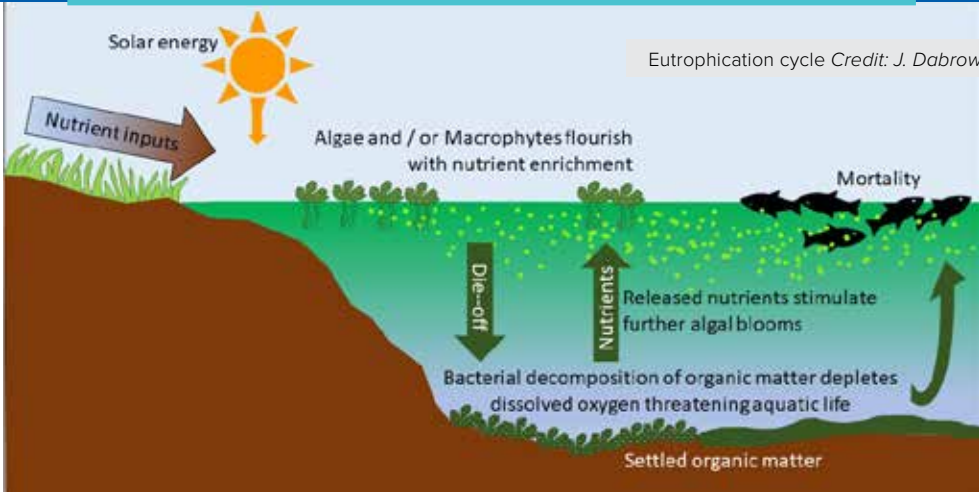 Solar energy
Eutrophication cycle Credit: J. Dabrow
Nutrient inputs
Algae and / or Macrophytes flourish
with nutrient enrichment
Mortality
Die--off
Nutrients
Released nutrients stimulate
further algal blooms
Bacterial decomposition of organic matter depletes
dissolved oxygen threatening aquatic life
Settled organic matter